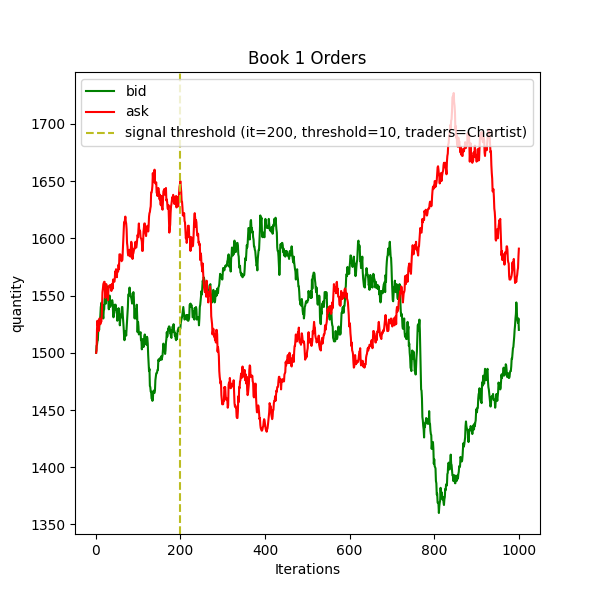 Book 1 Orders
bid
ask
signal threshold (it=200, threshold=10, traders=Chartist)
1700
1650
1600
1550
1500
1450
1400
1350
quantity
0 200 400 600 800 1000
Iterations